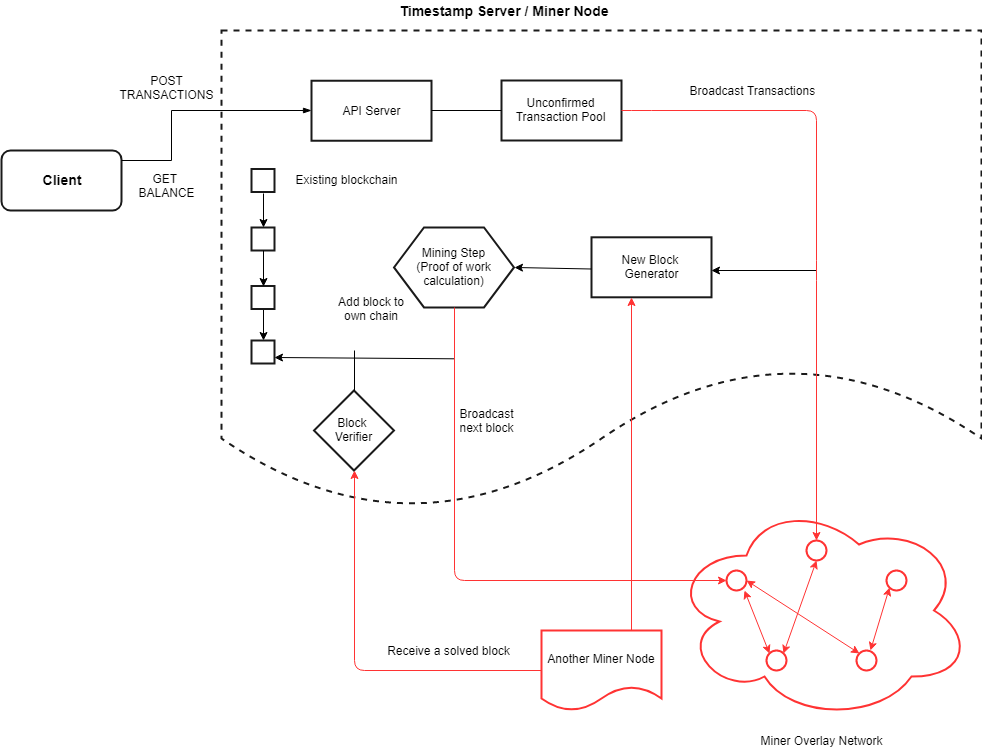 Timestamp Server / Miner Node
POST
TRANSACTIONS
API Server
Unconfirmed
Transaction Pool
Broadcast Transactions
Client
GET
BALANCE
Existing blockchain
Mining Step
(Proof of work
calculation)
New Block
Generator
Add block to
own chain
Block
Verifier
Broadcast
next block
Receive a solved block
Another Miner Node
Miner Overlay Network